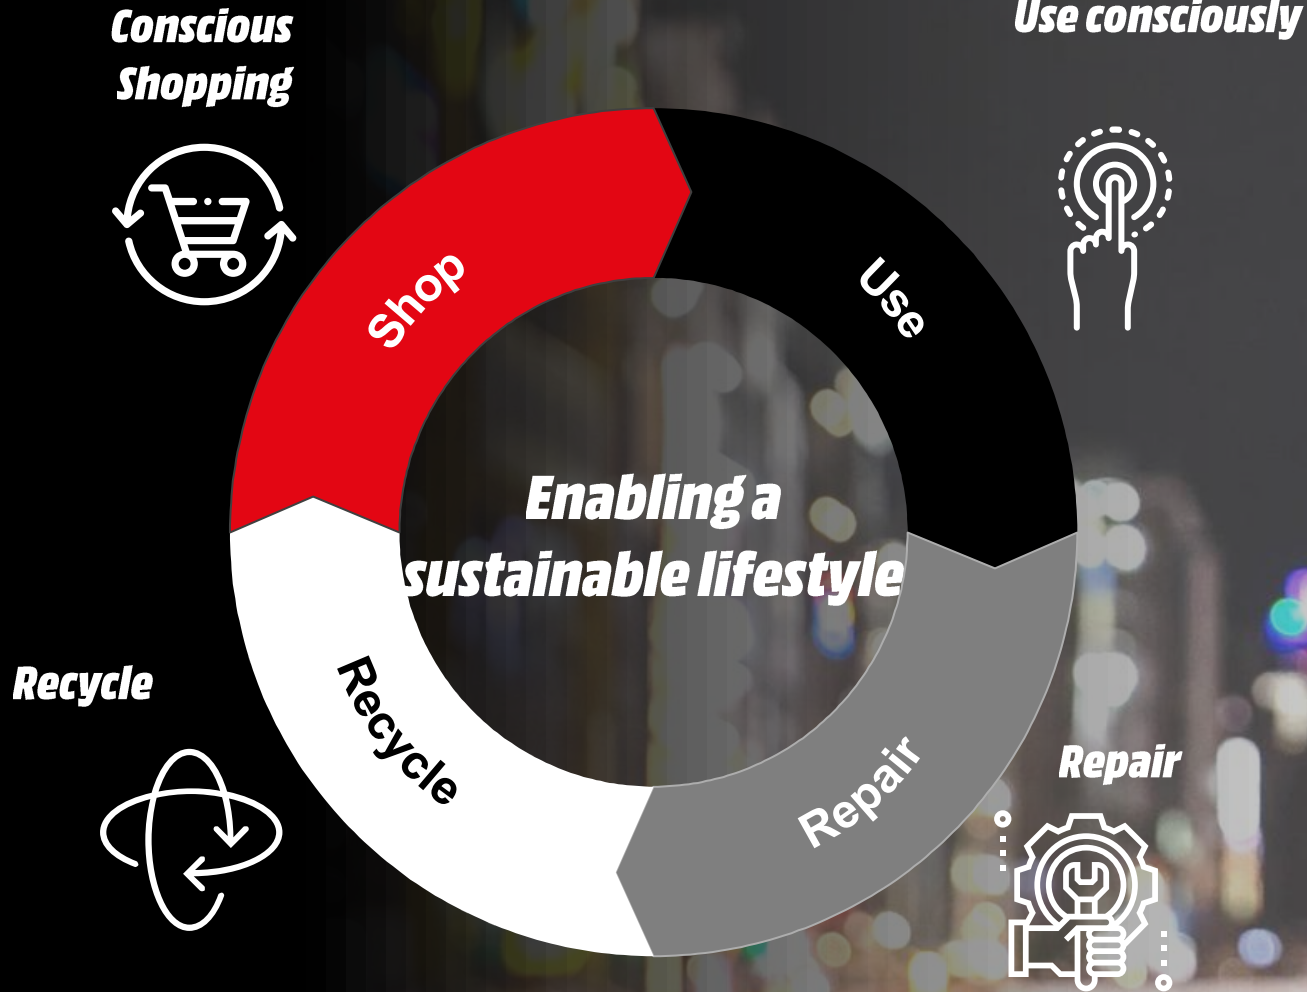 Conscious
Shopping
Use consciously
Shop
Use
Enabling a
sustainable lifestyle
Recycle
Recycle
Repair
Repair